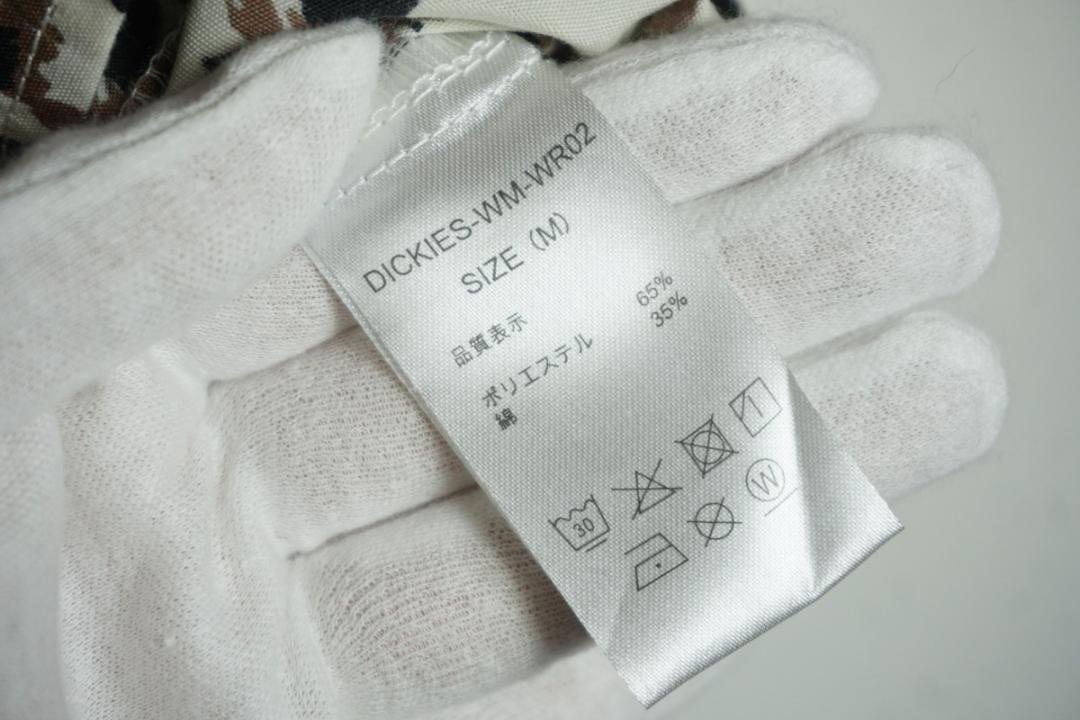 DICKIES-WM-WR02
SIZE（M）
品質表示
ポリエステル 65%
綿 35%
30
W